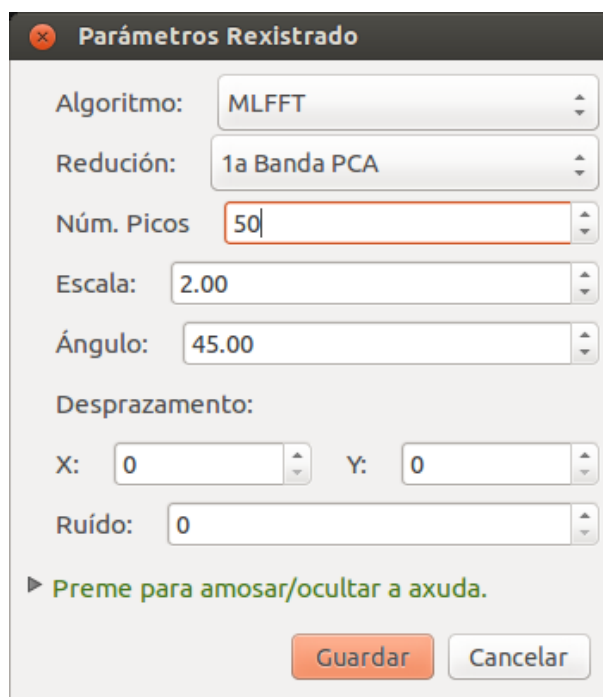 Parámetros Rexistrado
Algoritmo: MLFFT
Redución: 1a Banda PCA
Núm. Picos 50
Escala: 2.00
Ángulo: 45.00
Desprazamento:
X: 0 Y: 0
Ruído: 0
Preme para amosar/ocultar a axuda.
Guardar Cancelar